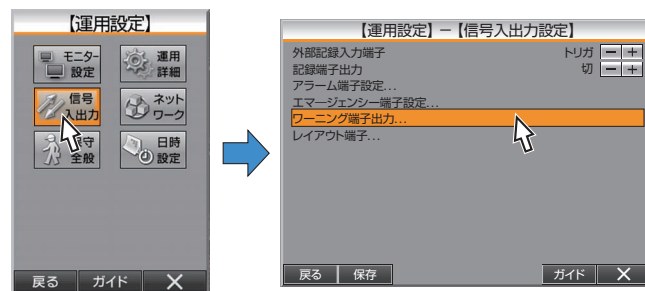 【運用設定】
モニター
設定
運用
詳細
信号
入出力
ネット
ワーク
守
全般
日時
設定
戻る ガイド ×
【運用設定】－【信号入出力設定】
外部記録入力端子 トリガ － ＋
記録端子出力 切 － ＋
アラーム端子設定...
エマージェンシー端子設定...
ワーニング端子出力...
レイアウト端子...
戻る 保存 ガイド ×